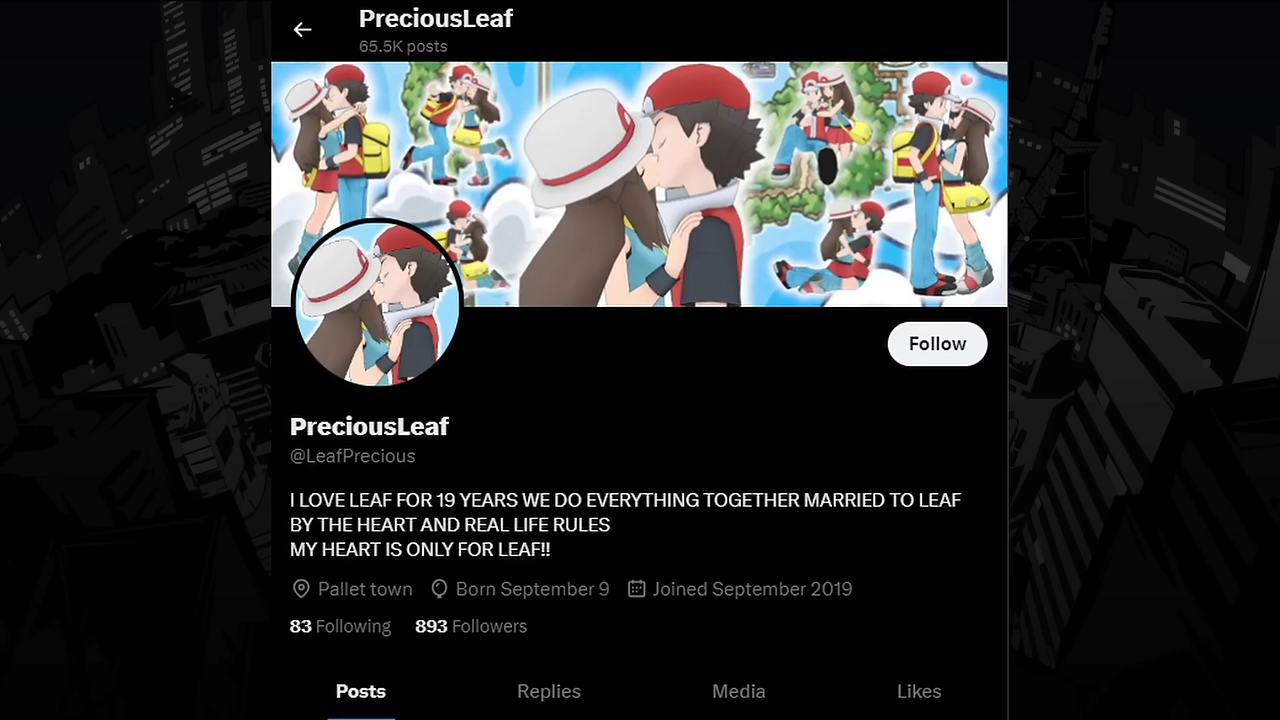 PreciousLeaf
65.5K posts
Follow
PreciousLeaf
@LeafPrecious
I LOVE LEAF FOR 19 YEARS WE DO EVERYTHING TOGETHER MARRIED TO LEAF
BY THE HEART AND REAL LIFE RULES
MY HEART IS ONLY FOR LEAF!!
Pallet town Born September 9 Joined September 2019
83 Following 893 Followers
Posts Replies Media Likes